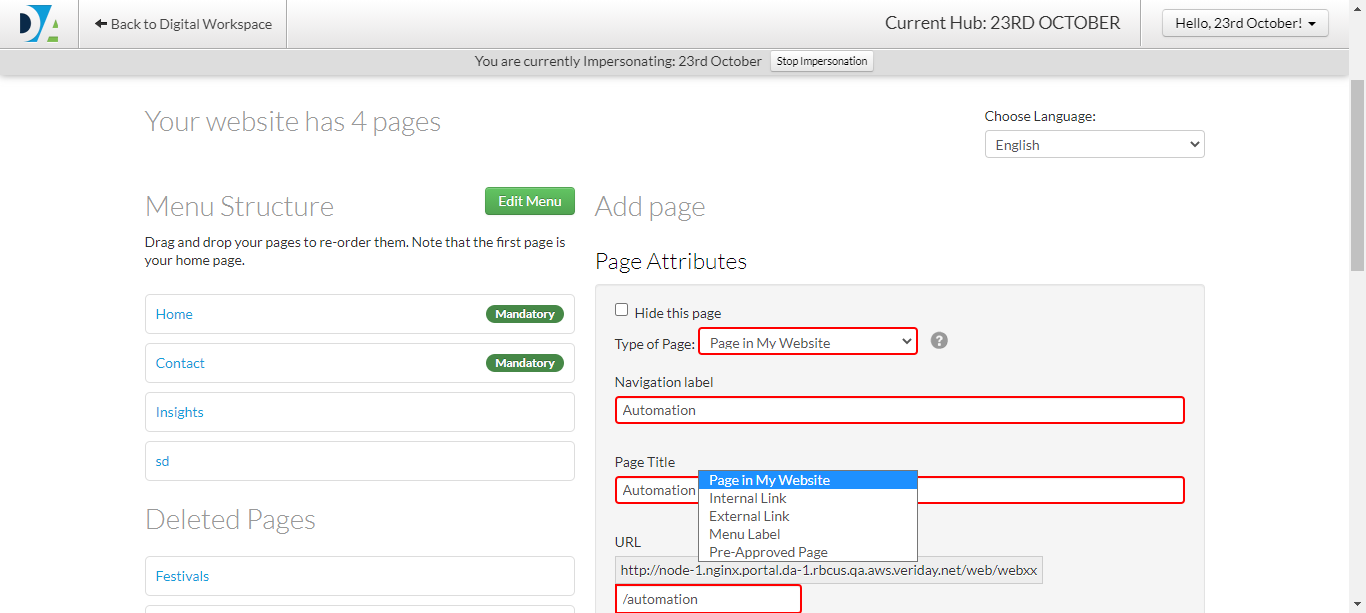 DA
Back to Digital Workspace
Current Hub: 23RD OCTOBER
Hello, 23rd October!
You are currently Impersonating: 23rd October
Stop Impersonation
Your website has 4 pages
Choose Language:
English
Menu Structure
Edit Menu
Drag and drop your pages to re-order them. Note that the first page is
your home page.
Home
Mandatory
Contact
Mandatory
Insights
sd
Deleted Pages
Festivals
Add page
Page Attributes
Hide this page
Type of Page:
Page in My Website
?
Navigation label
Automation
Page Title
Automation
Page in My Website
Internal Link
External Link
Menu Label
Pre-Approved Page
URL
http://node-1.nginx.portal.da-1.rbcus.qa.aws.veriday.net/web/webxx
/automation